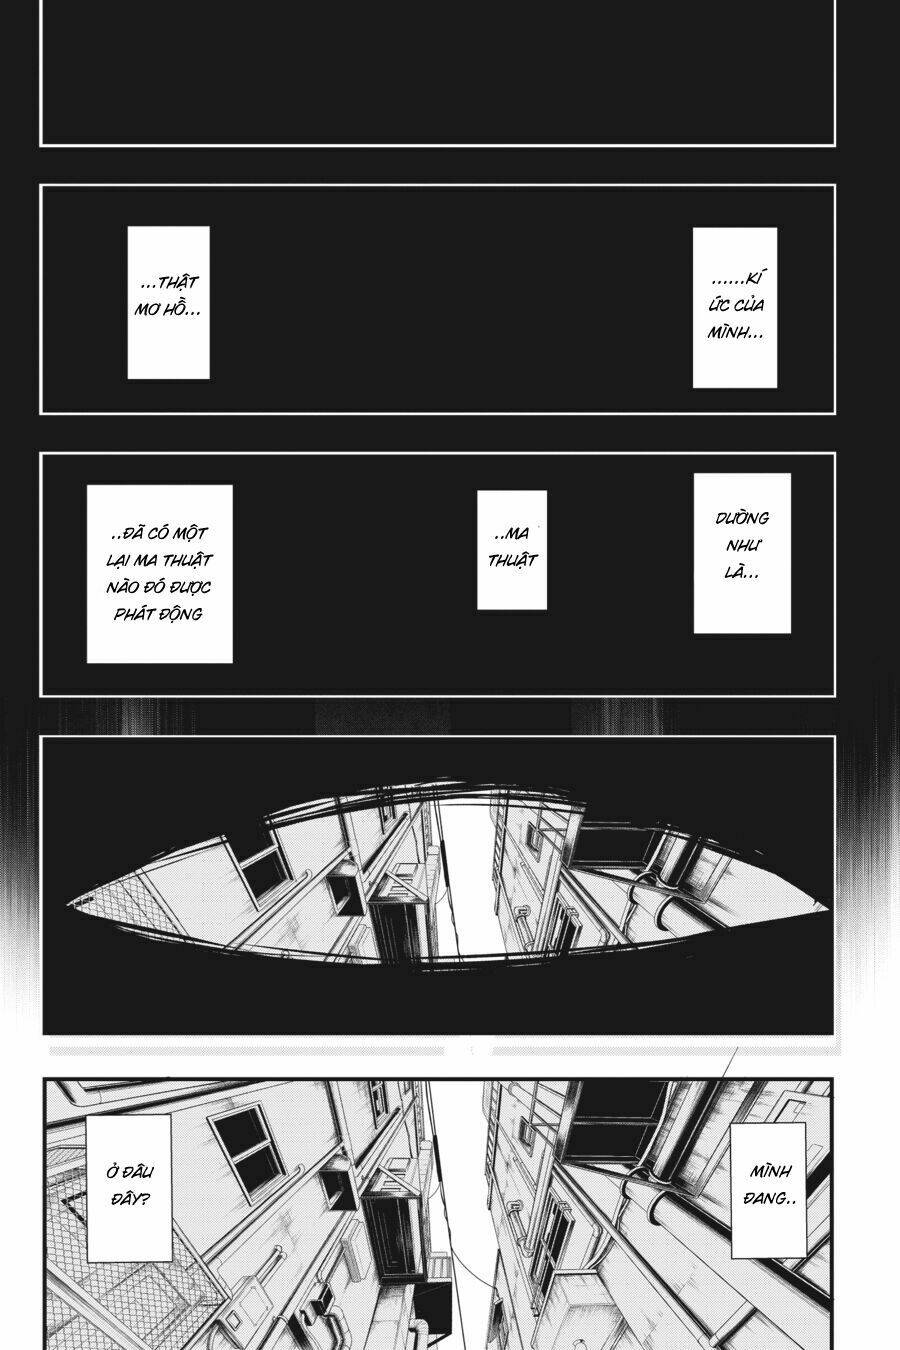 ......KÍ
ỨC CỦA
MÌNH...
...THẬT
MƠ HỒ...
DƯỜNG
NHƯ
LÀ...
..MA
THUẬT
..ĐÃ CÓ MỘT
LẠI MA THUẬT
NÀO ĐÓ ĐƯỢC
PHÁT ĐỘNG
MÌNH
ĐANG..
Ở ĐÂU
ĐÂY?